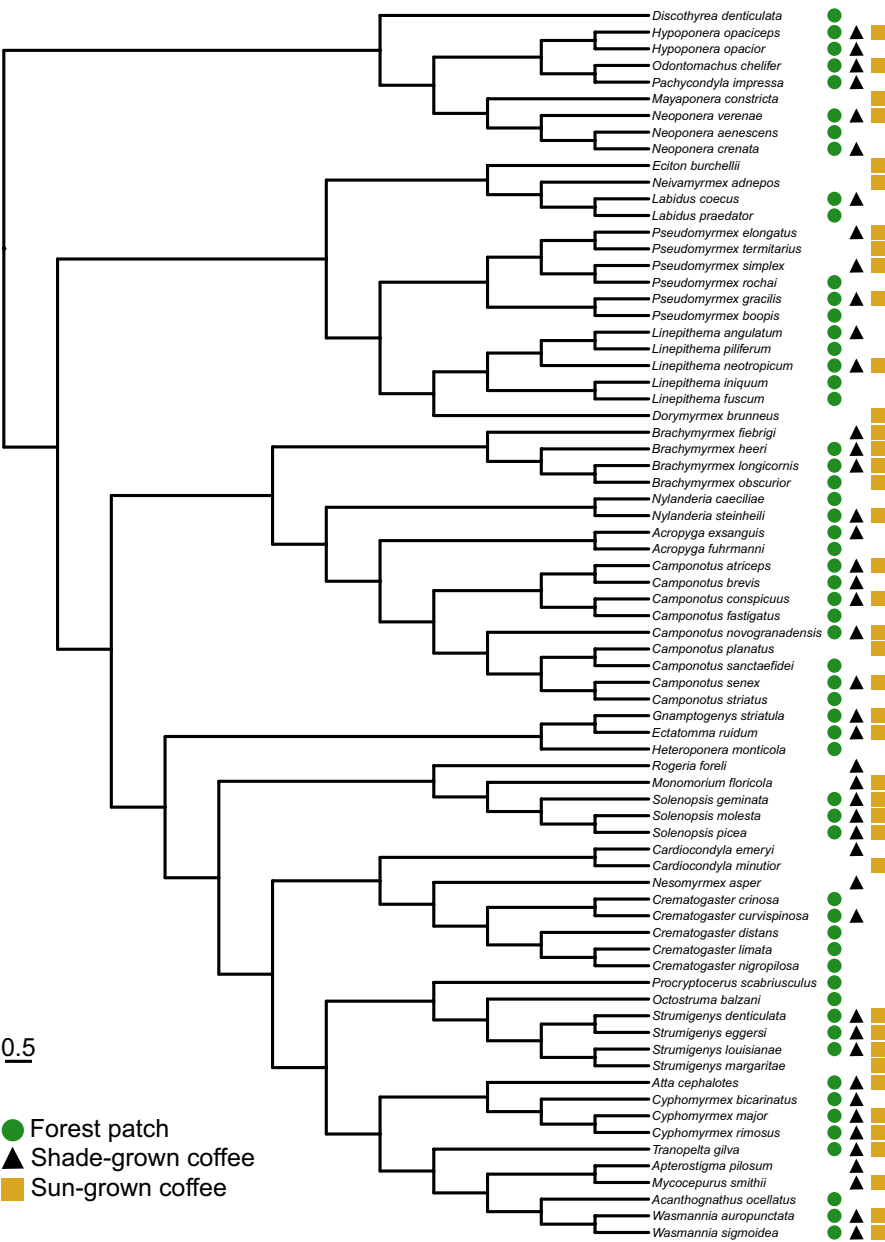 Discothyrea denticulata
Hypoponera opaciceps
Hypoponera opacior
Odontomachus chelifer
Pachycondyla impressa
Mayaponera constricta
Neoponera verenae
Neoponera aenescens
Neoponera crenata
Eciton burchellii
Neivamyrmex adnepos
Labidus coecus
Labidus praedator
Pseudomyrmex elongatus
Pseudomyrmex termitarius
Pseudomyrmex simplex
Pseudomyrmex rochai
Pseudomyrmex gracilis
Pseudomyrmex boopis
Linepithema angulatum
Linepithema piliferum
Linepithema neotropicum
Linepithema iniquum
Linepithema fuscum
Dorymyrmex brunneus
Brachymyrmex fiebrigi
Brachymyrmex heeri
Brachymyrmex longicornis
Brachymyrmex obscurior
Nylanderia caeciliae
Nylanderia steinheili
Acropyga exsanguis
Acropyga fuhrmanni
Camponotus atriceps
Camponotus brevis
Camponotus conspicuus
Camponotus fastigatus
Camponotus novogranadensis
Camponotus planatus
Camponotus sanctaefidei
Camponotus senex
Camponotus striatus
Gnamptogenys striatula
Ectatomma ruidum
Heteroponera monticola
Rogeria foreli
Monomorium floricola
Solenopsis geminata
Solenopsis molesta
Solenopsis picea
Cardiocondyla emeryi
Cardiocondyla minutior
Nesomyrmex asper
Crematogaster crinosa
Crematogaster curvispinosa
Crematogaster distans
Crematogaster limata
Crematogaster nigropilosa
Procryptocerus scabriusculus
Octostruma balzani
Strumigenys denticulata
Strumigenys eggersi
Strumigenys louisianae
Strumigenys margaritae
Atta cephalotes
Cyphomyrmex bicarinatus
Cyphomyrmex major
Cyphomyrmex rimosus
Tranopelta gilva
Apterostigma pilosum
Mycocepurus smithii
Acanthognathus ocellatus
Wasmannia auropunctata
Wasmannia sigmoidea
0.5
Forest patch
Shade-grown coffee
Sun-grown coffee